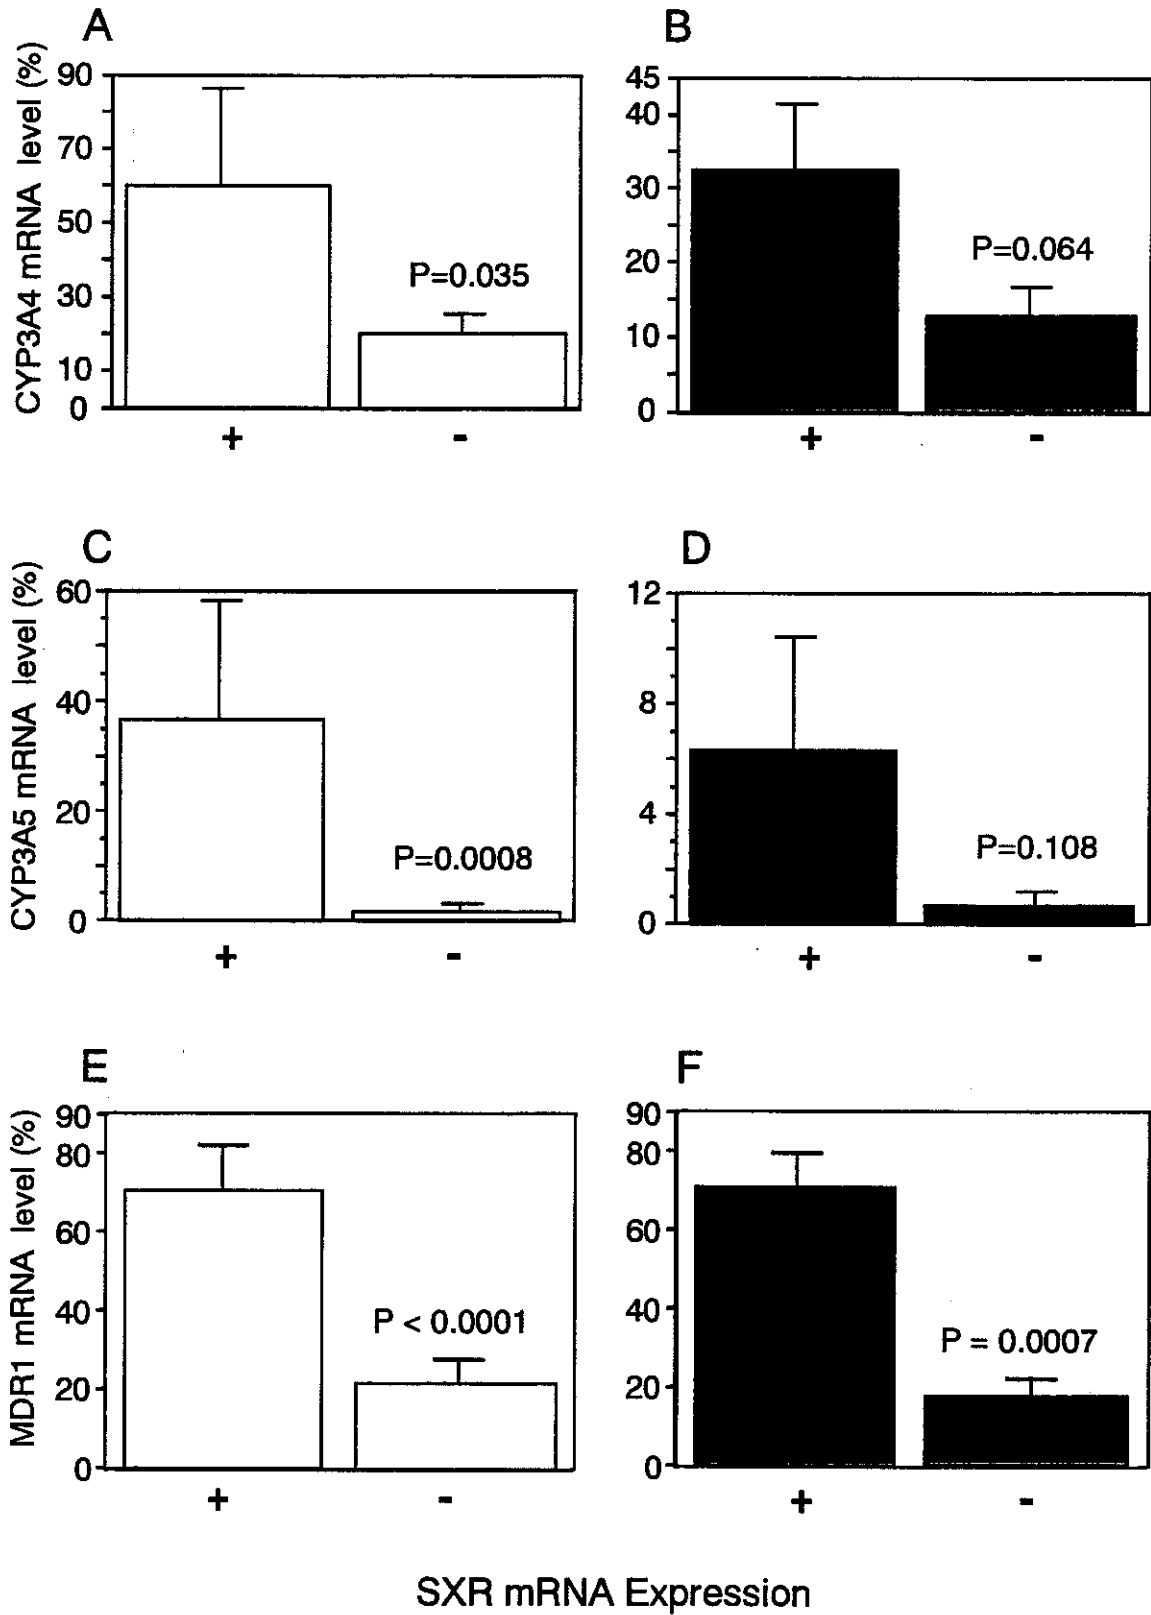 A
CYP3A4 mRNA level (%)
90
70
50
30
10
0
P=0.035
+ -
B
45
40
30
20
10
0
P=0.064
+ -
C
CYP3A5 mRNA level (%)
60
40
20
0
P=0.0008
+ -
D
12
8
4
0
P=0.108
+ -
E
MDR1 mRNA level (%)
90
80
60
40
20
0
P < 0.0001
+ -
F
90
80
60
40
20
0
P = 0.0007
+ -
SXR mRNA Expression